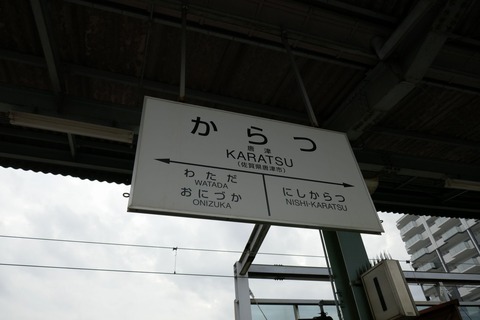 からつ
唐津
KARATSU
(佐賀県唐津市)
わただ
WATADA
おにづか
ONIZUKA
にしからつ
NISHI-KARATSU
1